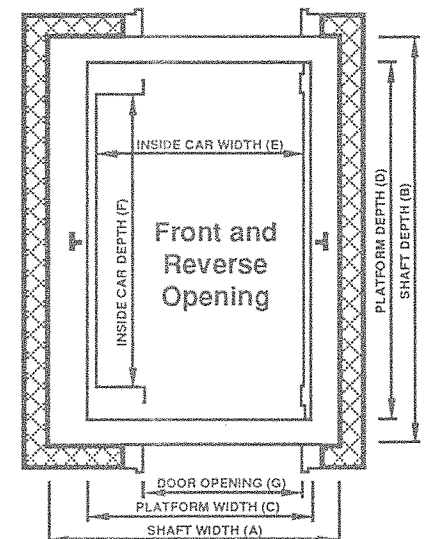 INSIDE CAR WIDTH (E)
INSIDE CAR DEPTH (F)
Front and
Reverse
Opening
PLATFORM DEPTH (D)
SHAFT DEPTH (B)
DOOR OPENING (G)
PLATFORM WIDTH (C)
SHAFT WIDTH (A)